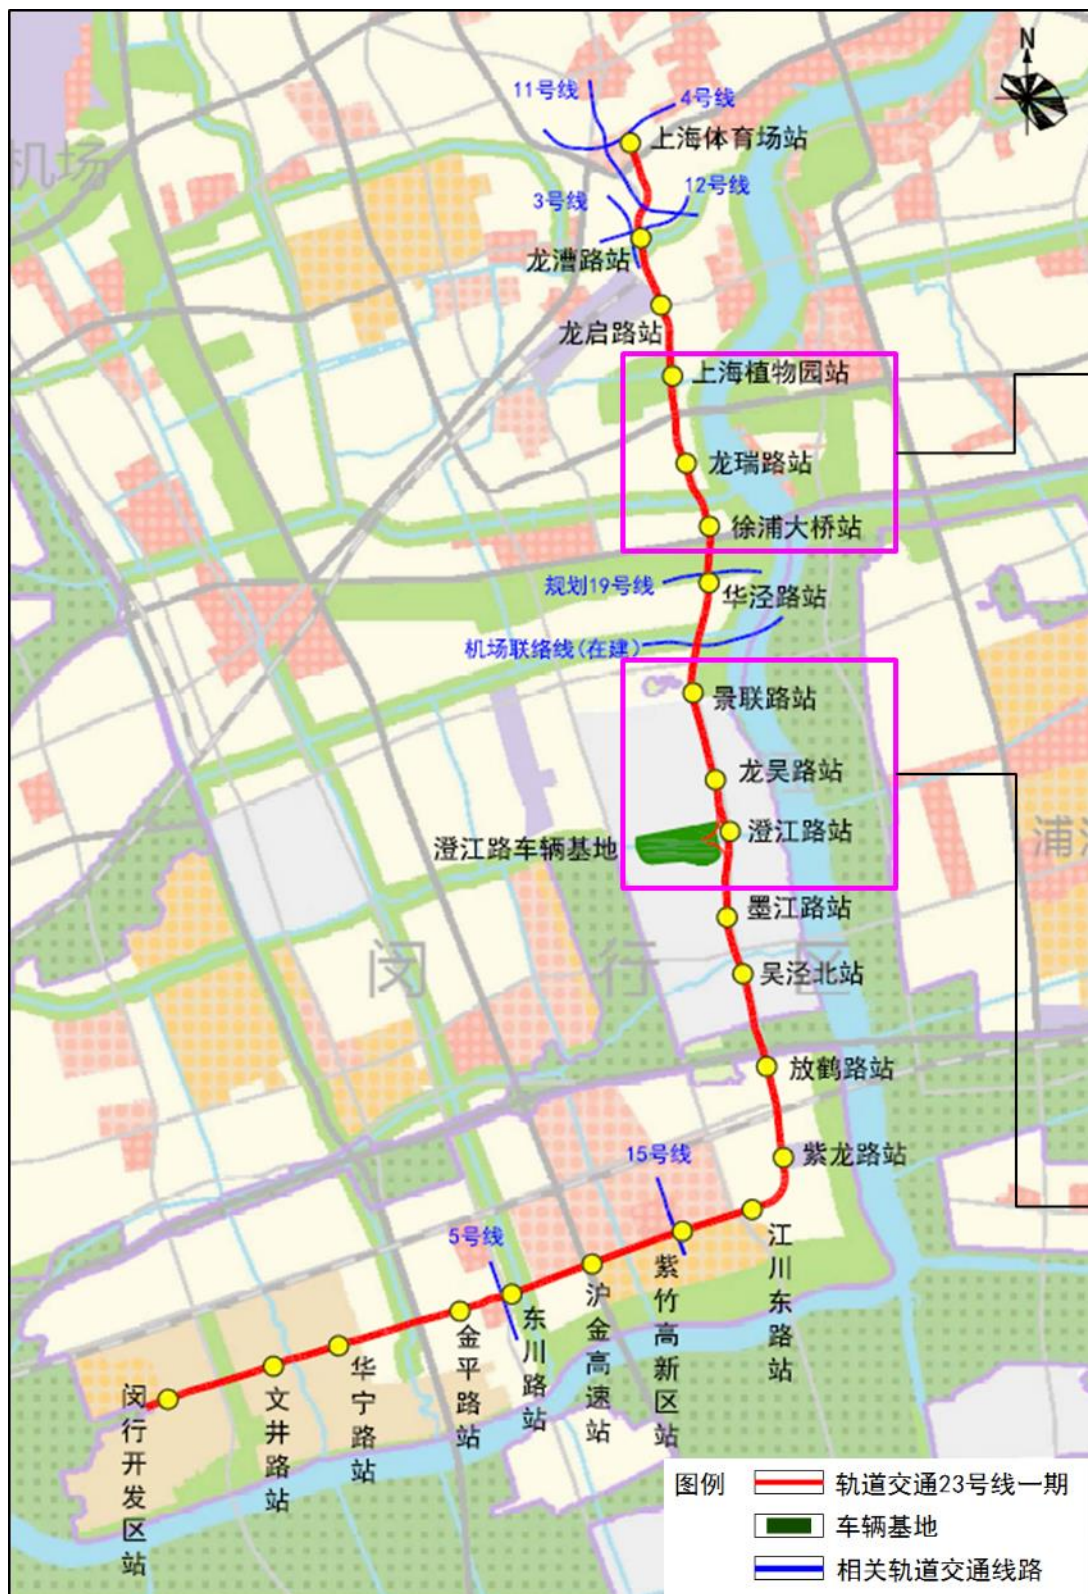 N
11号线
4号线
上海体育场站
机场
3号线
12号线
龙漕路站
龙启路站
上海植物园站
龙瑞路站
徐浦大桥站
规划19号线
华泾路站
机场联络线(在建)
景联路站
龙吴路站
澄江路站
澄江路车辆基地
浦江
墨江路站
闵行区
吴泾北站
放鹤路站
紫龙路站
15号线
5号线
江川东路站
紫竹高新区站
沪金高速站
东川路站
金平路站
华宁路站
文井路站
闵行开发区站
图例
轨道交通23号线一期
车辆基地
相关轨道交通线路